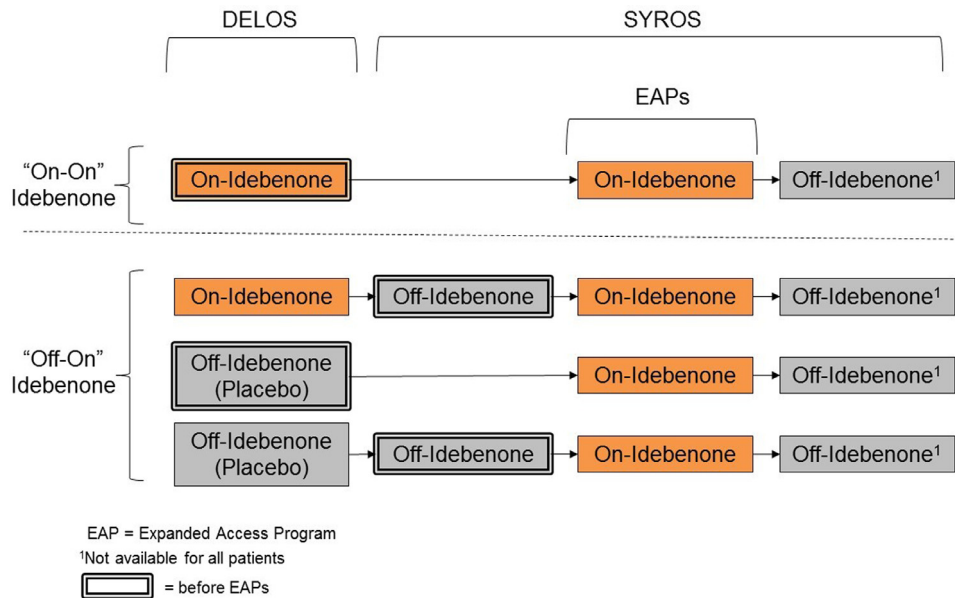 DELOS
SYROS
EAPs
“On-On”
Idebenone
On-Idebenone
On-Idebenone
Off-Idebenone¹
“Off-On”
Idebenone
On-Idebenone
Off-Idebenone
On-Idebenone
Off-Idebenone¹
Off-Idebenone
(Placebo)
On-Idebenone
Off-Idebenone¹
Off-Idebenone
(Placebo)
Off-Idebenone
On-Idebenone
Off-Idebenone¹
EAP = Expanded Access Program
¹Not available for all patients
= before EAPs